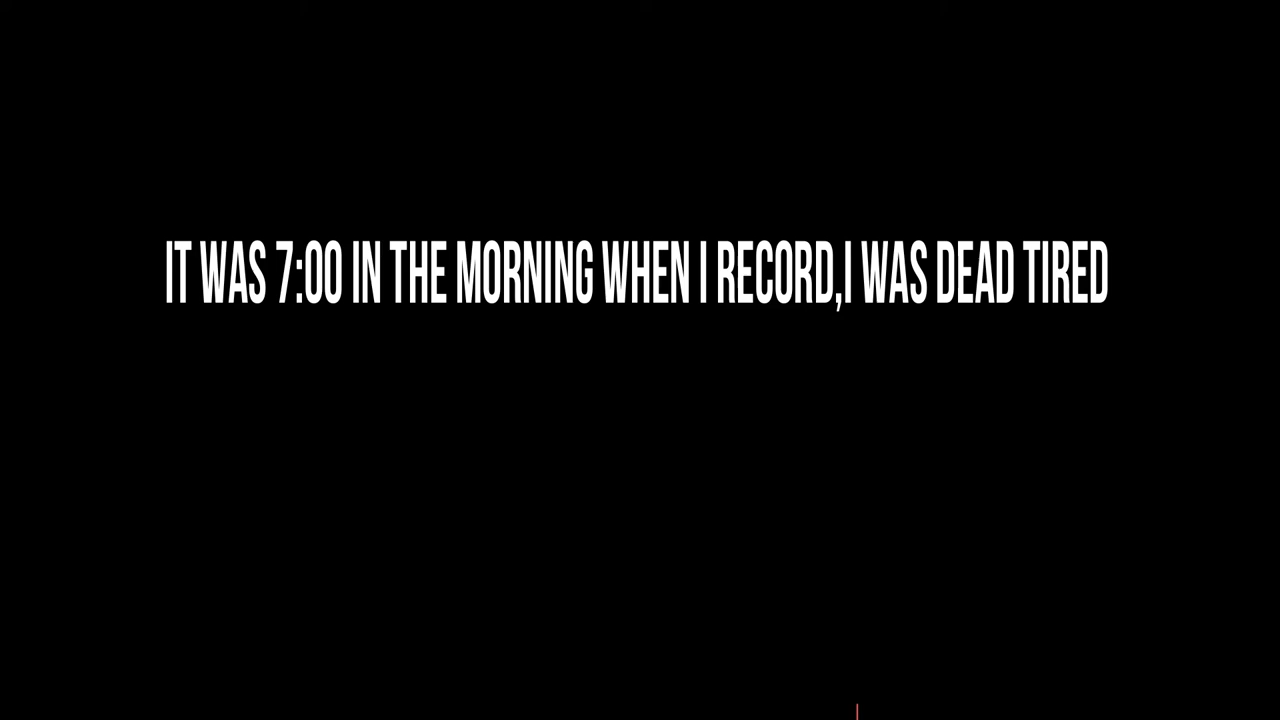 IT WAS 7:00 IN THE MORNING WHEN I RECORD,I WAS DEAD TIRED